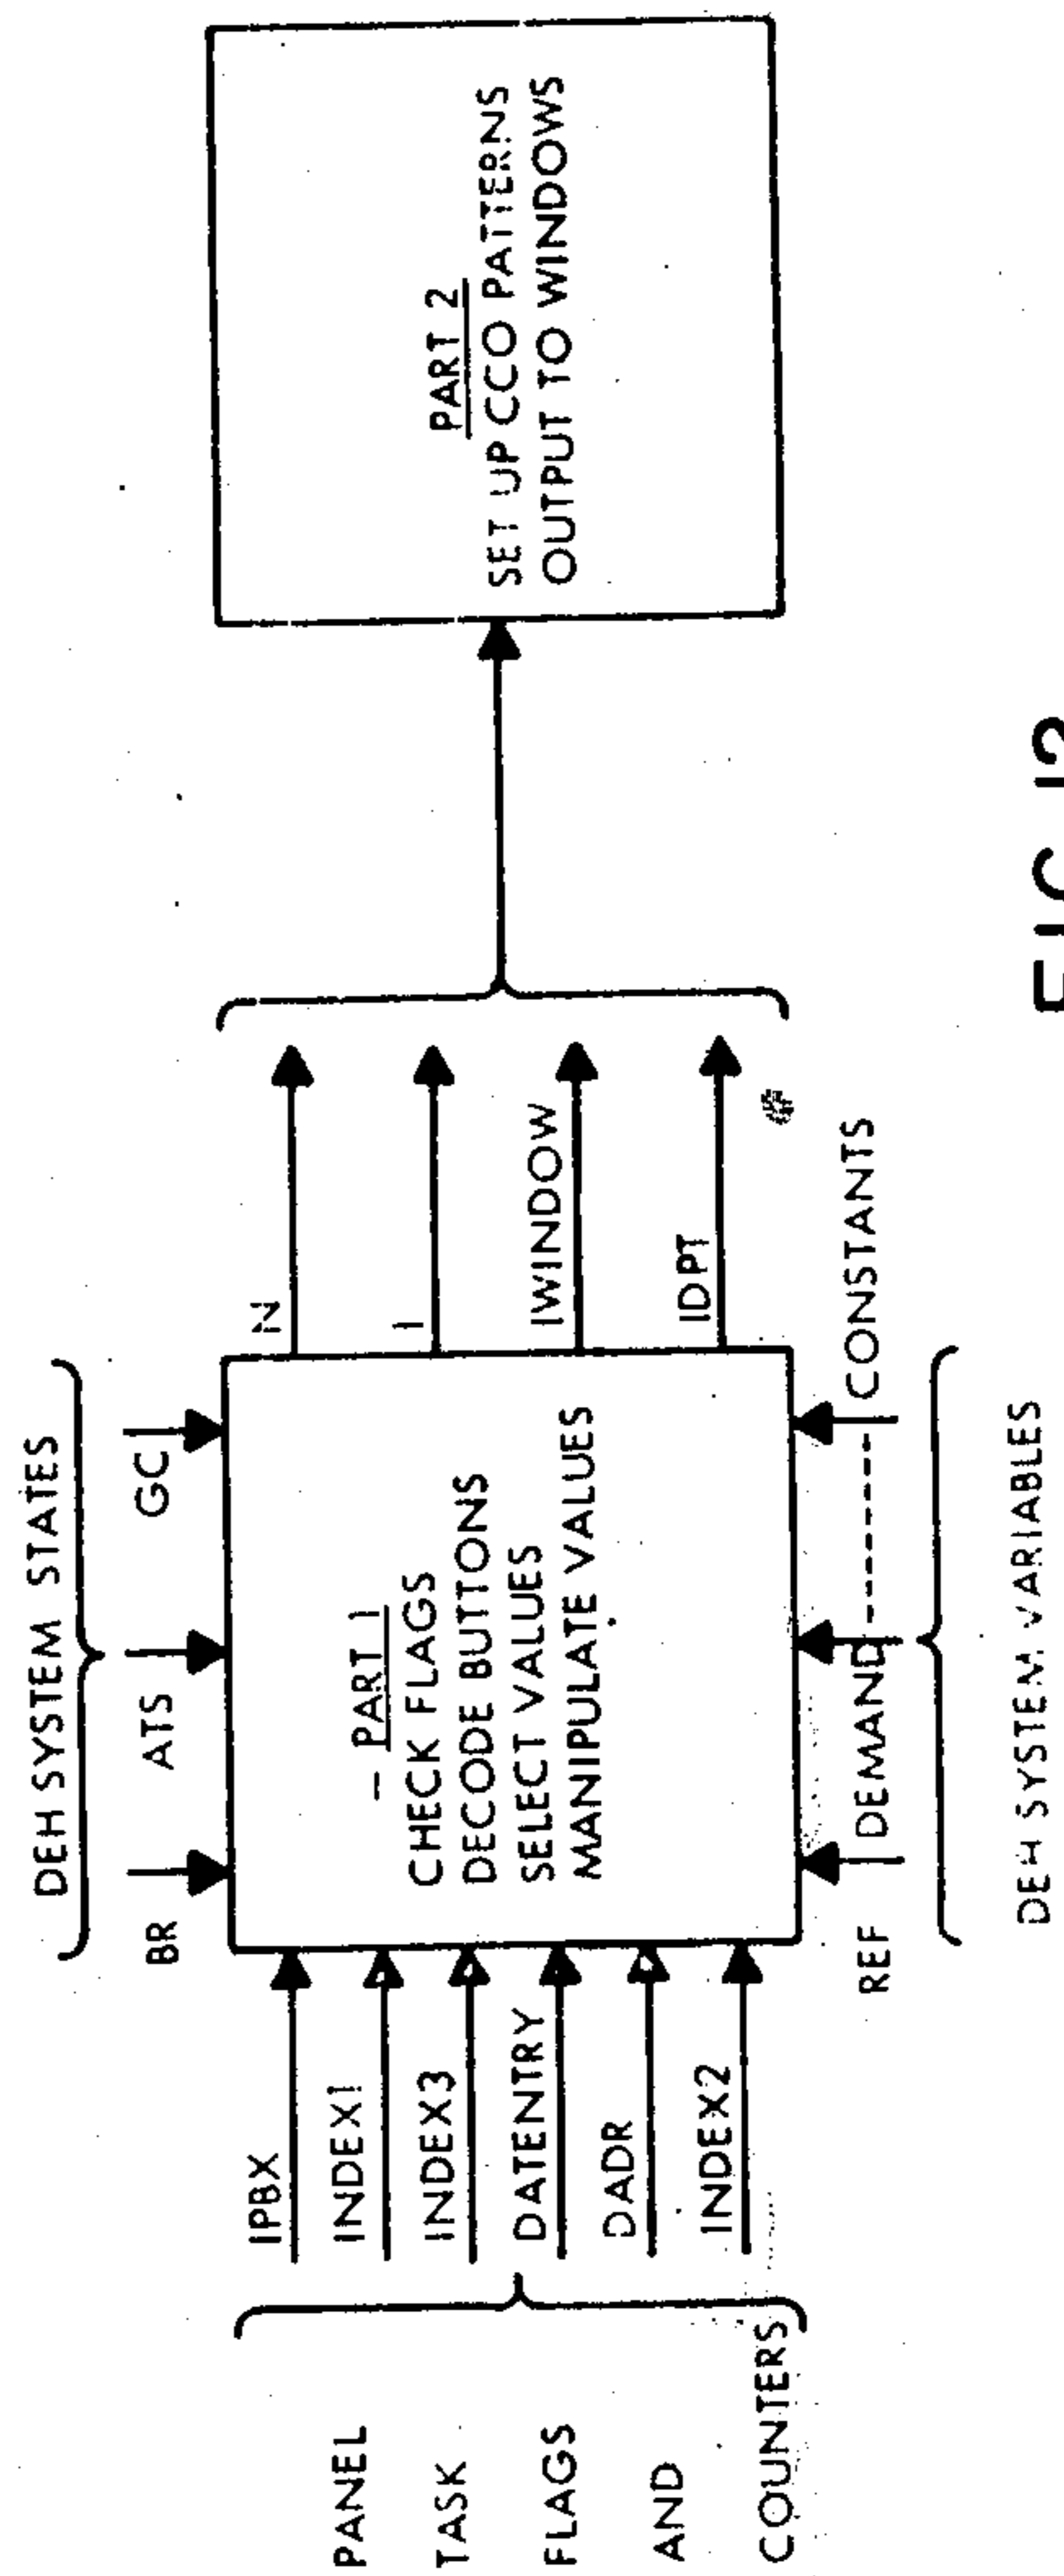 DEH SYSTEM STATES
BR
ATS
GC
PANEL
TASK
FLAGS
AND
COUNTERS
IPBX
INDEX1
INDEX3
DATENTRY
DADR
INDEX2
PART 1
CHECK FLAGS
DECODE BUTTONS
SELECT VALUES
MANIPULATE VALUES
N
I
IWINDOW
IDPT
PART 2
SET UP CCO PATTERNS
OUTPUT TO WINDOWS
REF
DEMAND
CONSTANTS
DEH SYSTEM VARIABLES